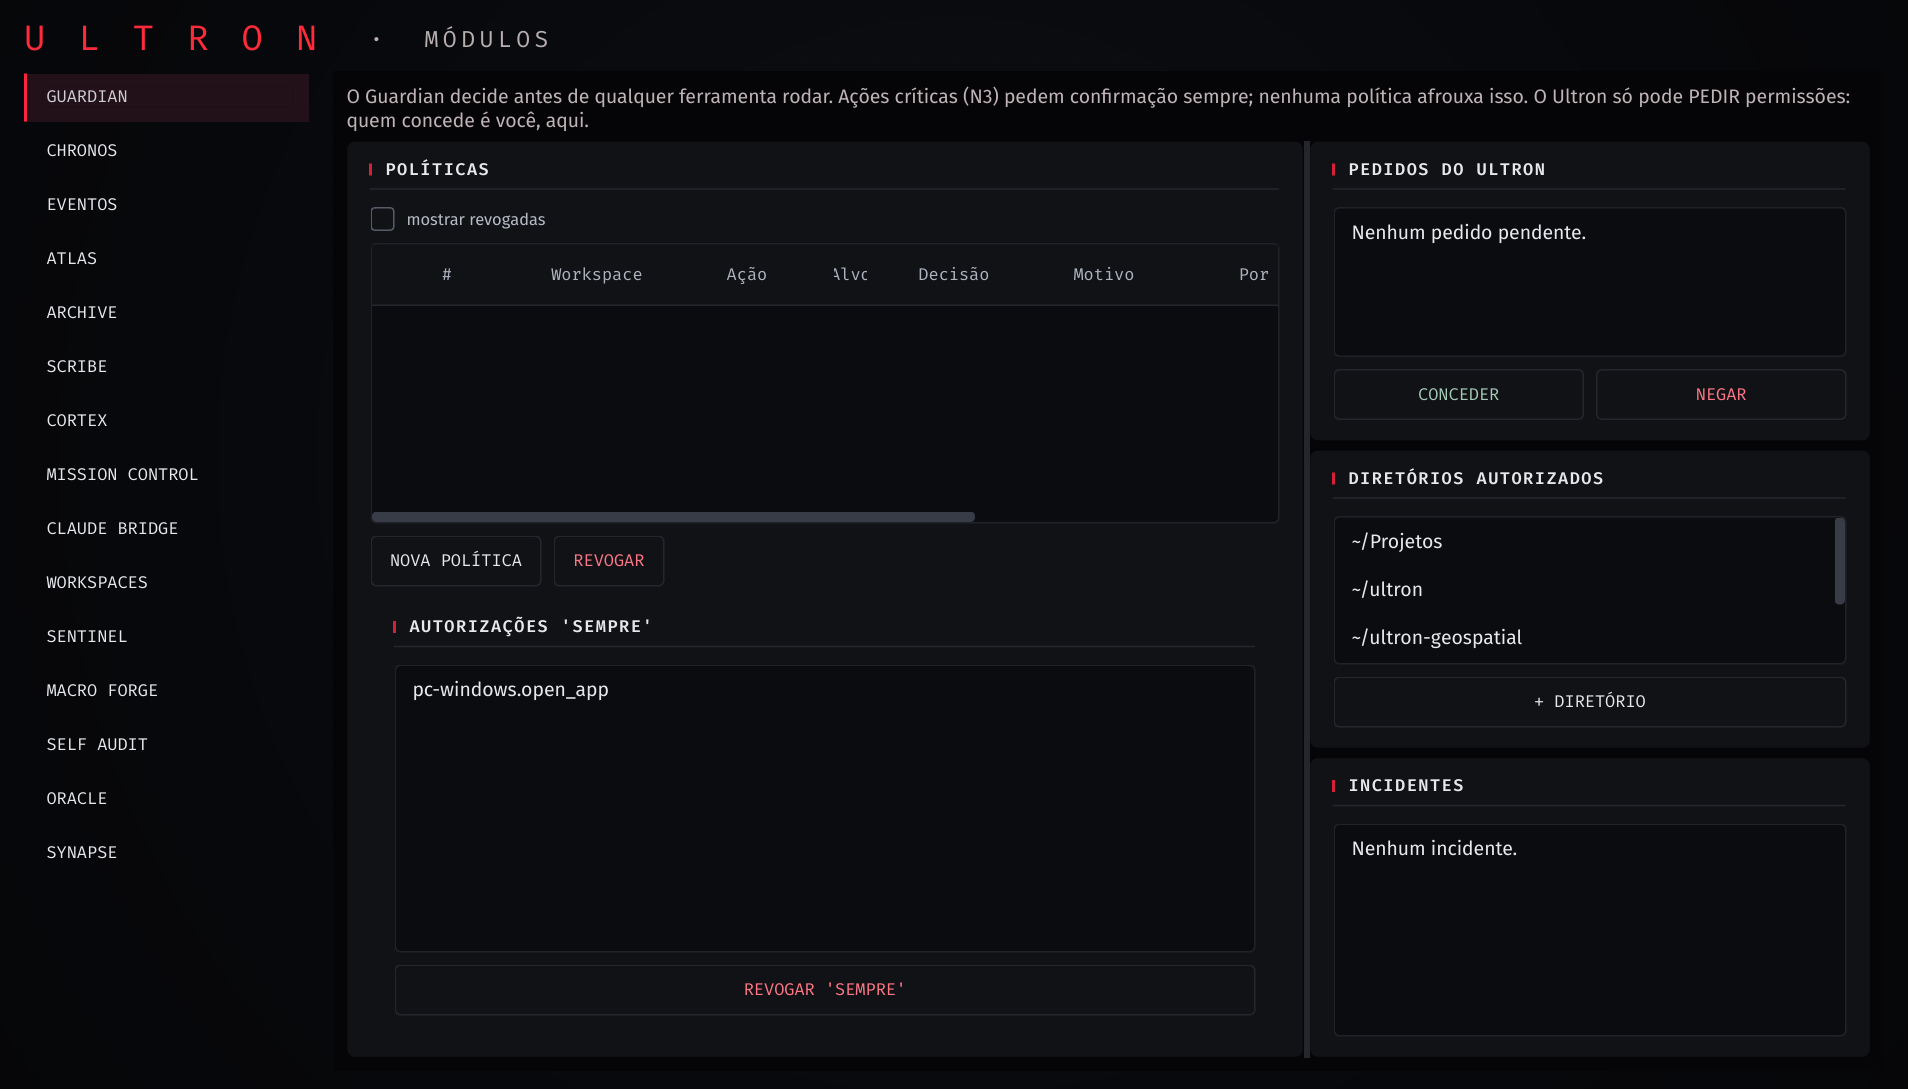 ULTRON · MÓDULOS
GUARDIAN
CHRONOS
EVENTOS
ATLAS
ARCHIVE
SCRIBE
CORTEX
MISSION CONTROL
CLAUDE BRIDGE
WORKSPACES
SENTINEL
MACRO FORGE
SELF AUDIT
ORACLE
SYNAPSE
O Guardian decide antes de qualquer ferramenta rodar. Ações críticas (N3) pedem confirmação sempre; nenhuma política afrouxa isso. O Ultron só pode PEDIR permissões:
quem concede é você, aqui.
POLÍTICAS
mostrar revogadas
# Workspace Ação Alvo Decisão Motivo Por
NOVA POLÍTICA REVOGAR
AUTORIZAÇÕES 'SEMPRE'
pc-windows.open_app
REVOGAR 'SEMPRE'
PEDIDOS DO ULTRON
Nenhum pedido pendente.
CONCEDER NEGAR
DIRETÓRIOS AUTORIZADOS
~/Projetos
~/ultron
~/ultron-geospatial
+ DIRETÓRIO
INCIDENTES
Nenhum incidente.